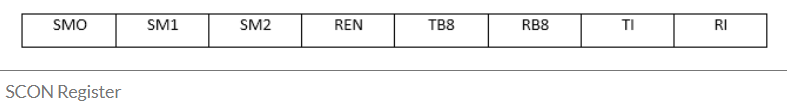 SMO SM1 SM2 REN TB8 RB8 TI RI
SCON Register